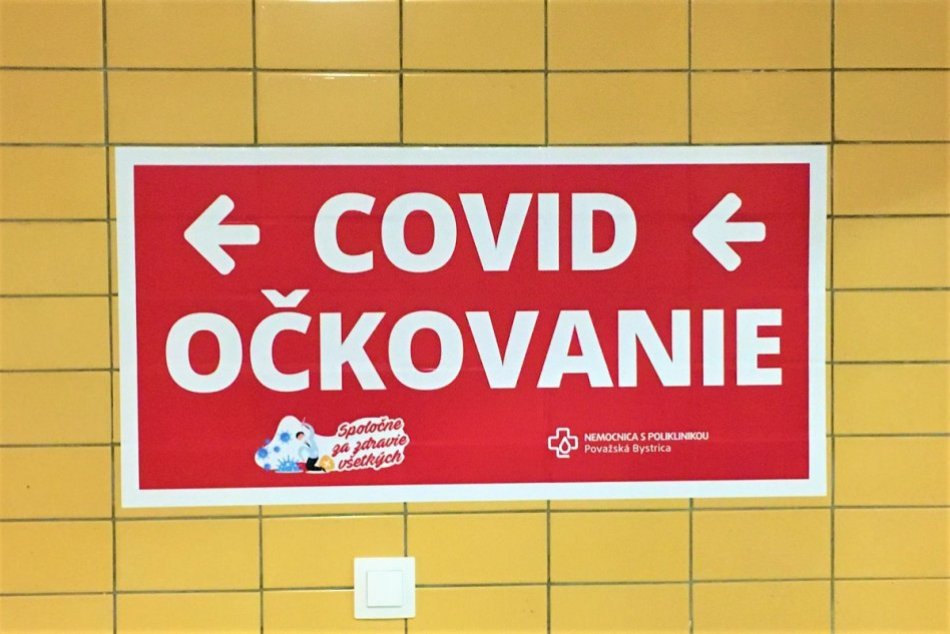 ← COVID ←
OČKOVANIE
Spoločne
za zdravie
všetkých
NEMOCNICA S POLIKLINIKOU
Považská Bystrica